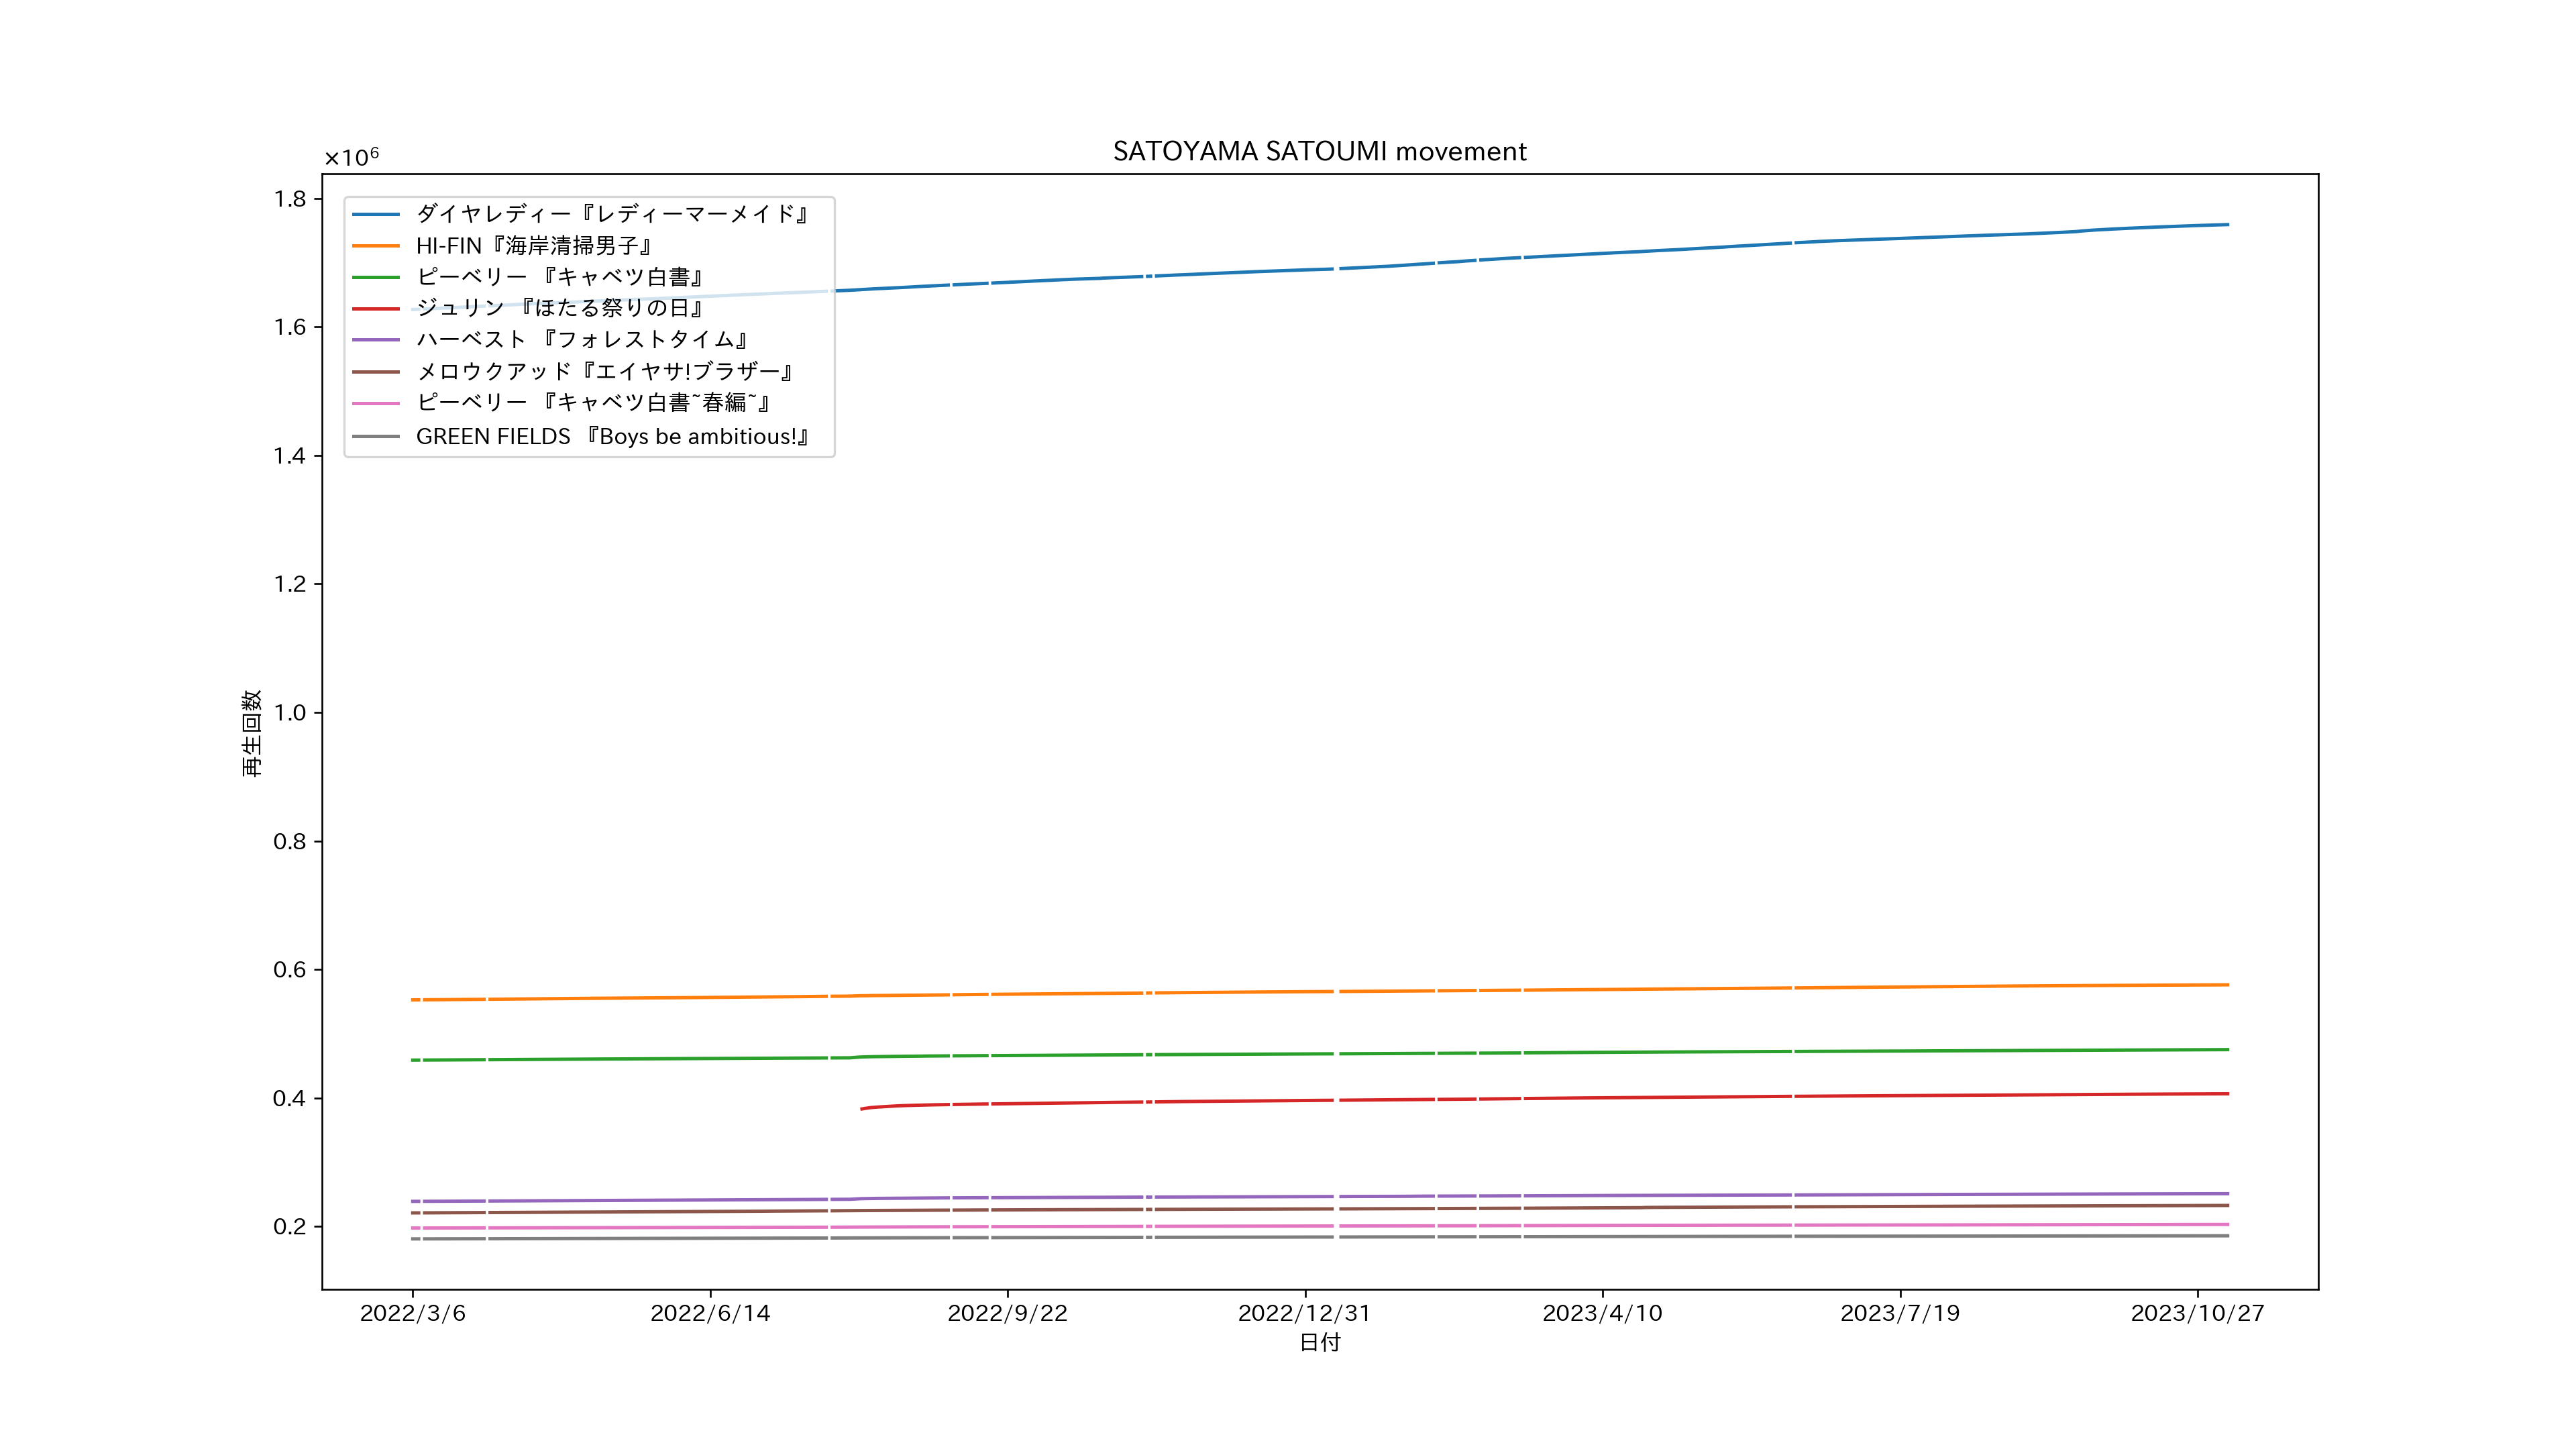 SATOYAMA SATOUMI movement
×10⁶
1.8
1.6
1.4
1.2
1.0
0.8
0.6
0.4
0.2
再生回数
ダイヤレディー『レディーマーメイド』
HI-FIN『海岸清掃男子』
ピーベリー 『キャベツ白書』
ジュリン 『ほたる祭りの日』
ハーベスト 『フォレストタイム』
メロウクアッド『エイヤサ!ブラザー』
ピーベリー 『キャベツ白書~春編~』
GREEN FIELDS 『Boys be ambitious!』
2022/3/6
2022/6/14
2022/9/22
2022/12/31
2023/4/10
2023/7/19
2023/10/27
日付